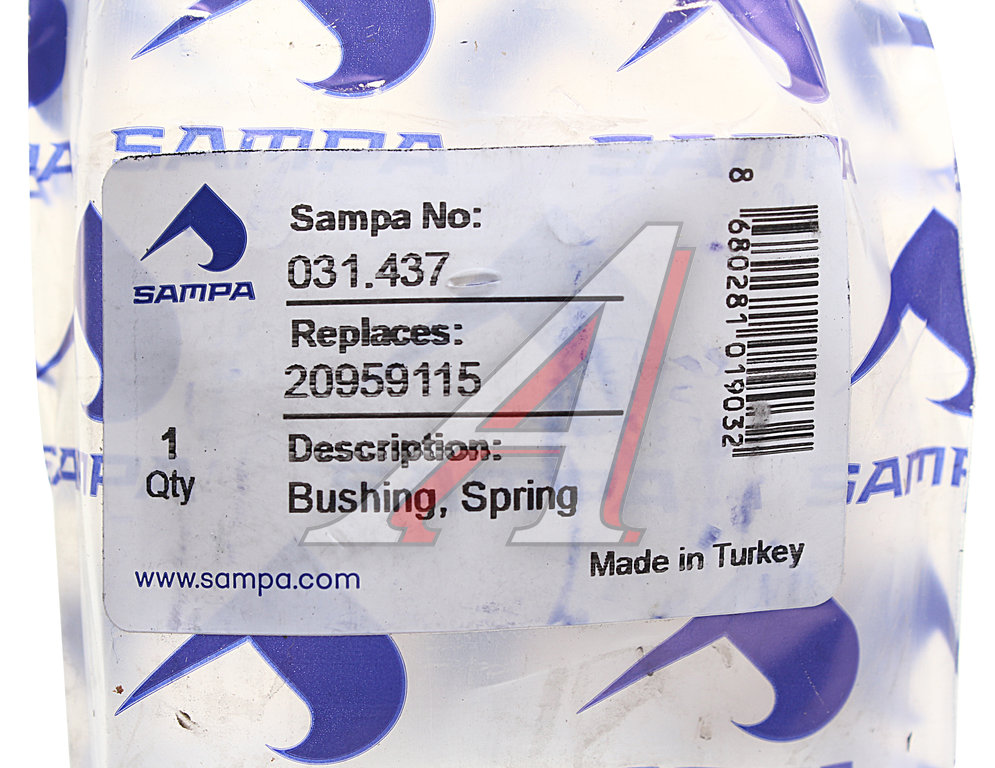 SAMPA
SAMPA
SAMPA
Sampa No:
031.437
Replaces:
20959115
1
Qty
Description:
Bushing, Spring
www.sampa.com
Made in Turkey
8 680281 019032